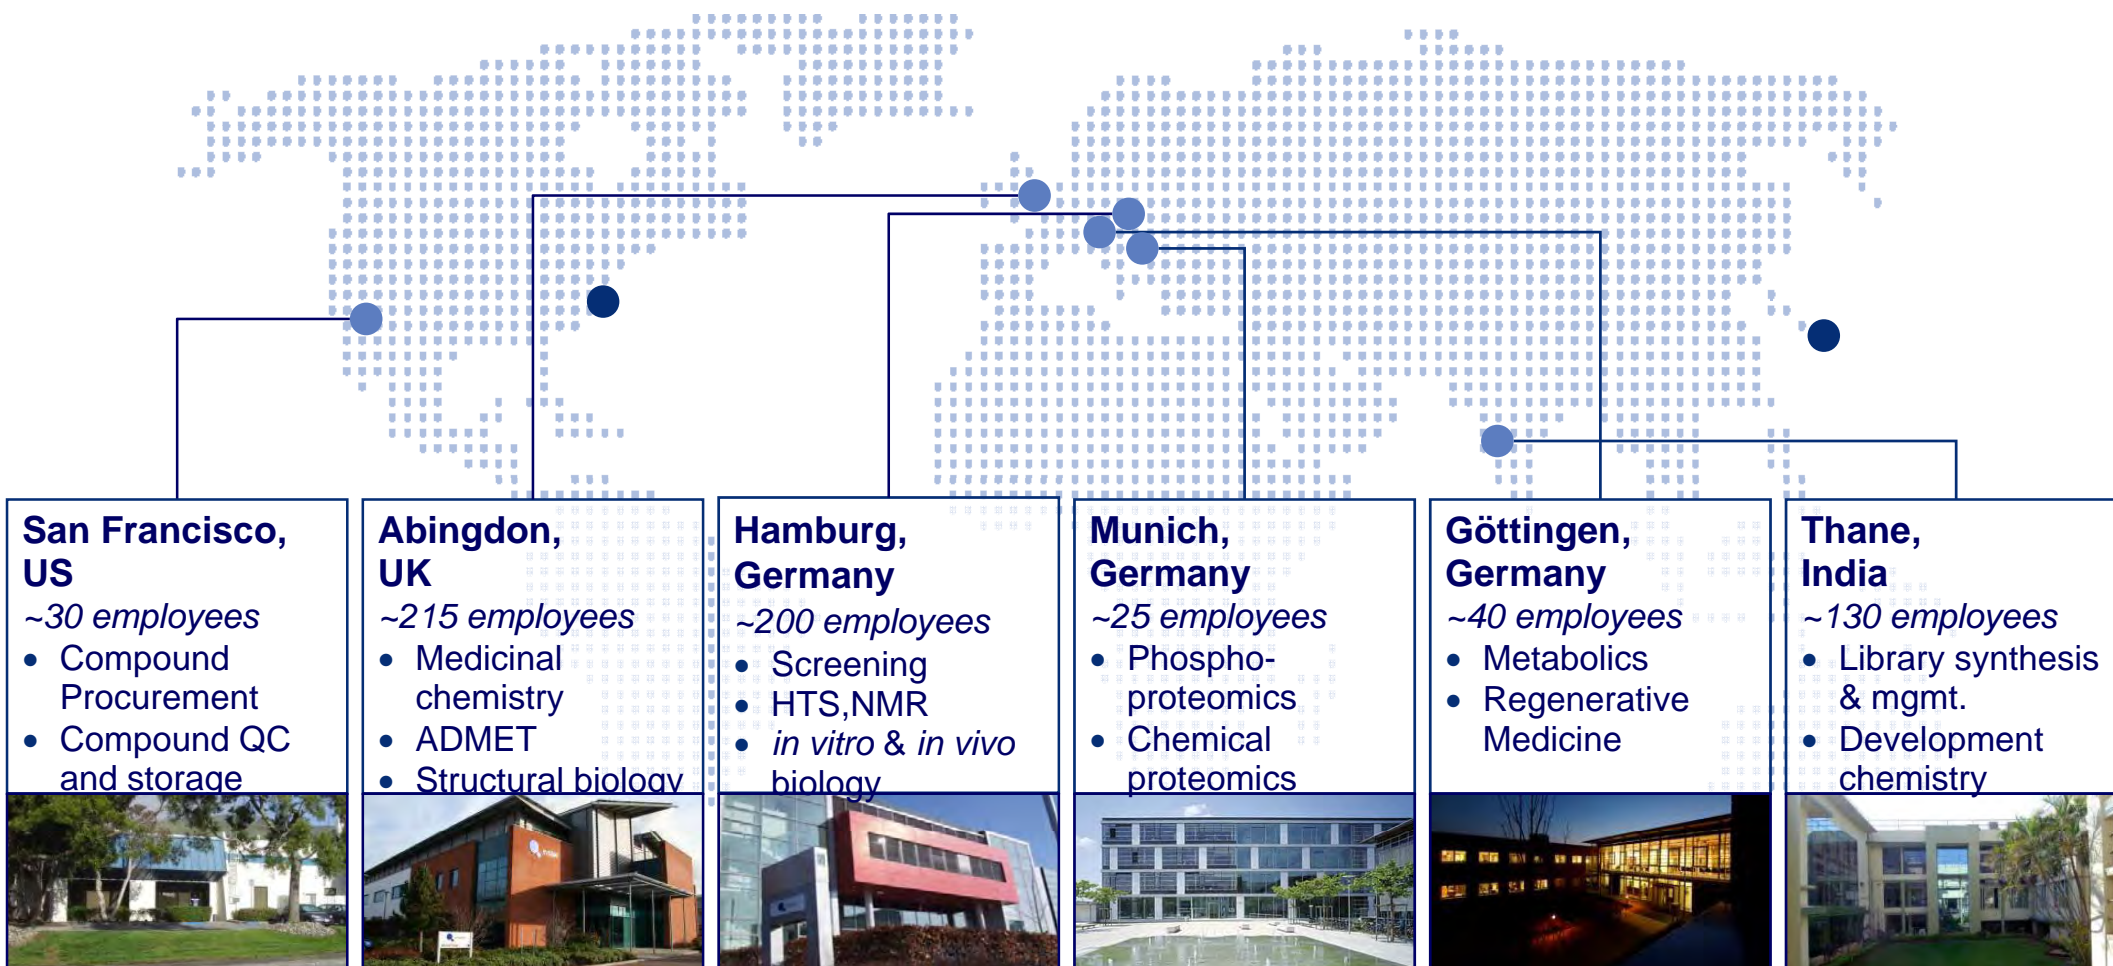 San Francisco,
US
~30 employees
• Compound
Procurement
• Compound QC
and storage
Abingdon,
UK
~215 employees
• Medicinal
chemistry
• ADMET
• Structural biology
Hamburg,
Germany
~200 employees
• Screening
• HTS,NMR
• in vitro & in vivo
biology
Munich,
Germany
~25 employees
• Phospho-
proteomics
• Chemical
proteomics
Göttingen,
Germany
~40 employees
• Metabolics
• Regenerative
Medicine
Thane,
India
~130 employees
• Library synthesis
& mgmt.
• Development
chemistry